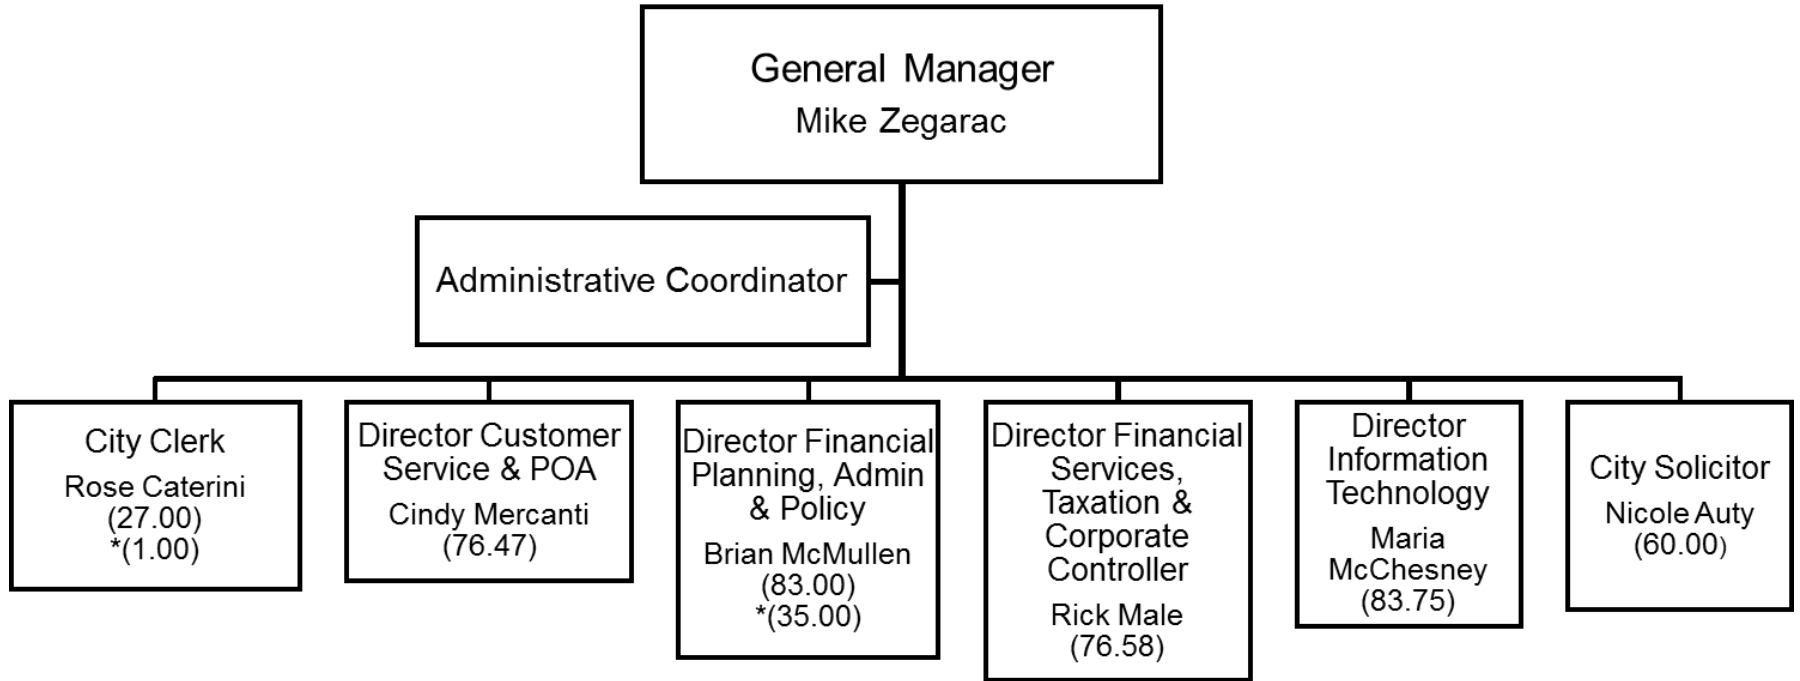 General Manager
Mike Zegarac
Administrative Coordinator
City Clerk
Rose Caterini
(27.00)
*(1.00)
Director Customer
Service & POA
Cindy Mercanti
(76.47)
Director Financial
Planning, Admin
& Policy
Brian McMullen
(83.00)
*(35.00)
Director Financial
Services,
Taxation &
Corporate
Controller
Rick Male
(76.58)
Director
Information
Technology
Maria
McChesney
(83.75)
City Solicitor
Nicole Auty
(60.00)